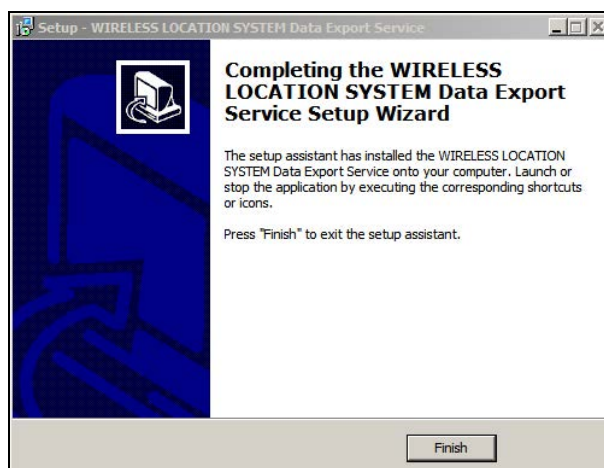 Setup - WIRELESS LOCATION SYSTEM Data Export Service
Completing the WIRELESS
LOCATION SYSTEM Data Export
Service Setup Wizard
The setup assistant has installed the WIRELESS LOCATION
SYSTEM Data Export Service onto your computer. Launch or
stop the application by executing the corresponding shortcuts
or icons.
Press "Finish" to exit the setup assistant.
Finish